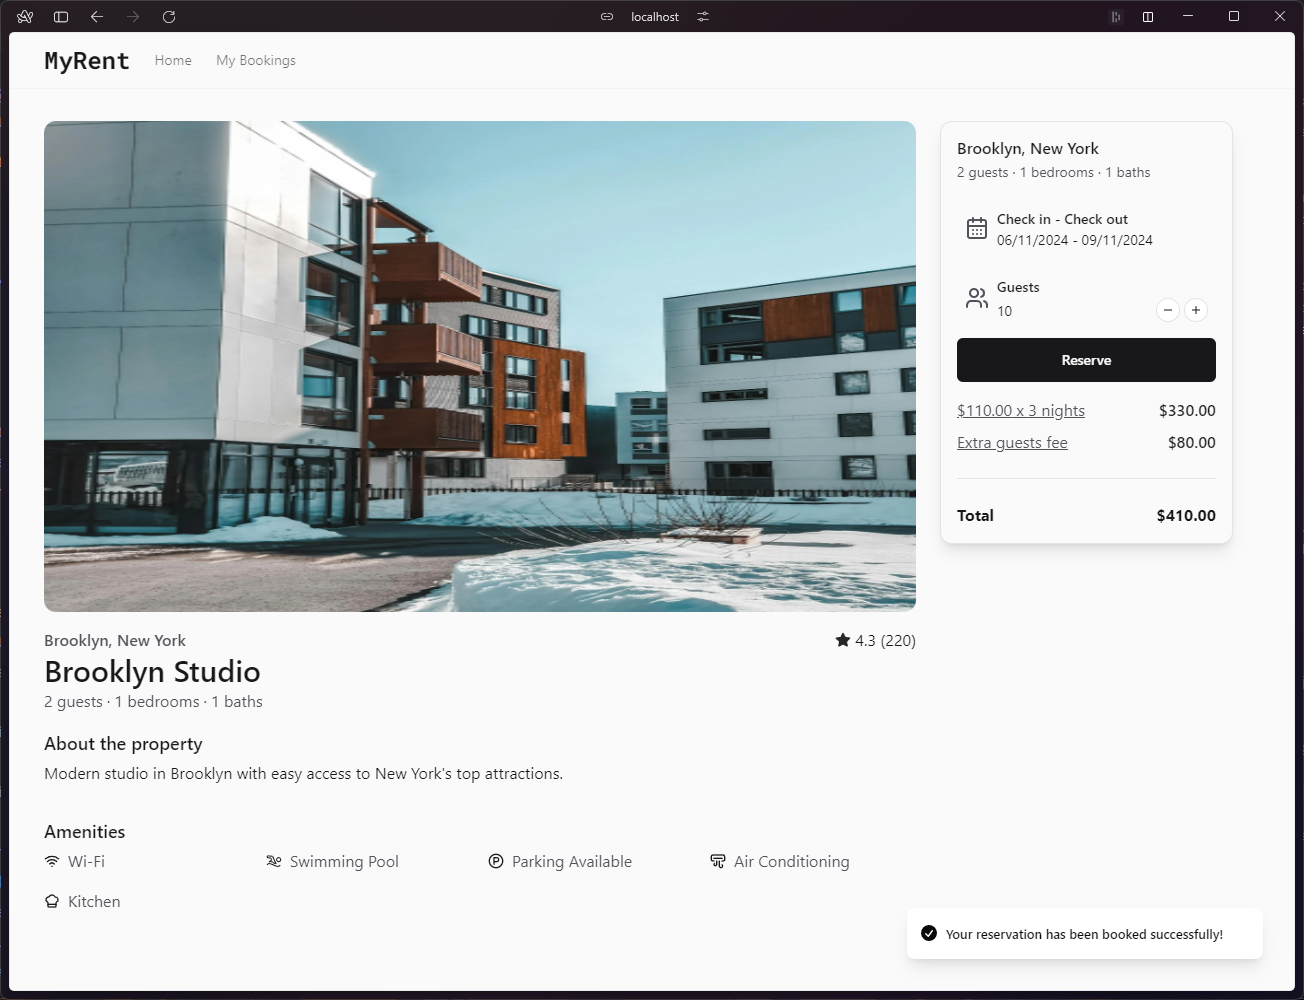 localhost
MyRent Home My Bookings
Brooklyn, New York
2 guests · 1 bedrooms · 1 baths
Check in - Check out
06/11/2024 - 09/11/2024
Guests
10
Reserve
$110.00 x 3 nights $330.00
Extra guests fee $80.00
Total $410.00
Brooklyn, New York 4.3 (220)
Brooklyn Studio
2 guests · 1 bedrooms · 1 baths
About the property
Modern studio in Brooklyn with easy access to New York's top attractions.
Amenities
Wi-Fi Swimming Pool Parking Available Air Conditioning
Kitchen
Your reservation has been booked successfully!